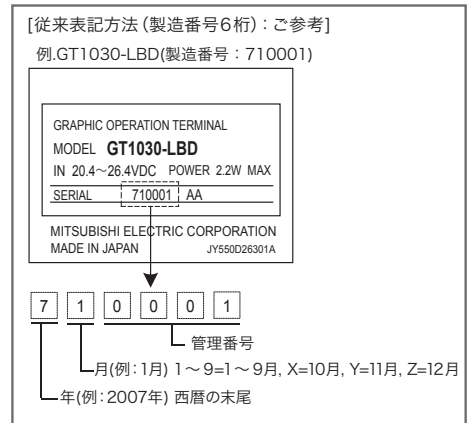 [従来表記方法(製造番号6桁):ご参考]
例.GT1030-LBD(製造番号:710001)
GRAPHIC OPERATION TERMINAL
MODEL GT1030-LBD
IN 20.4~26.4VDC POWER 2.2W MAX
SERIAL 710001 AA
MITSUBISHI ELECTRIC CORPORATION
MADE IN JAPAN JY550D26301A
7 1 0 0 0 1
管理番号
月(例:1月) 1~9=1~9月, X=10月, Y=11月, Z=12月
年(例:2007年) 西暦の末尾